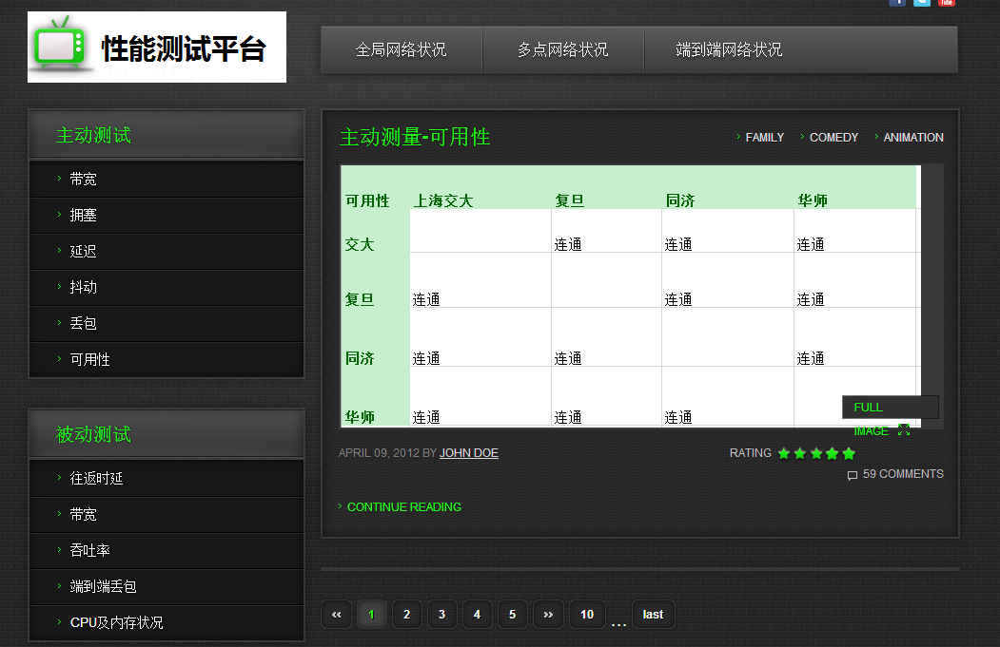 性能测试平台
全局网络状况 多点网络状况 端到端网络状况
主动测试
带宽
拥塞
延迟
抖动
丢包
可用性
被动测试
往返时延
带宽
吞吐率
端到端丢包
CPU及内存状况
主动测量-可用性
FAMILY COMEDY ANIMATION
可用性 上海交大 复旦 同济 华师
交大 连通 连通 连通
复旦 连通 连通 连通
同济 连通 连通 连通
华师 连通 连通 连通
FULL
IMAGE
APRIL 09, 2012 BY JOHN DOE
RATING
59 COMMENTS
CONTINUE READING
« 1 2 3 4 5 » 10 ... last